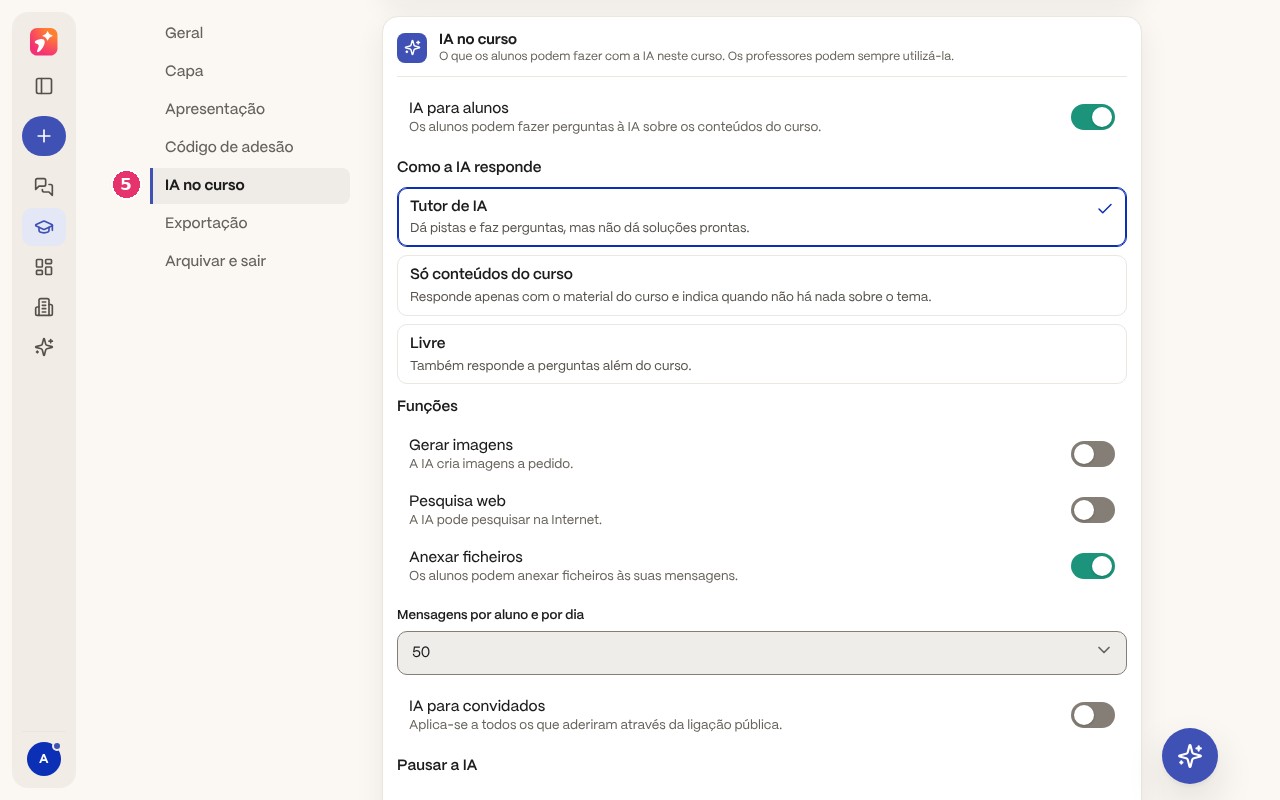 Geral
Capa
Apresentação
Código de adesão
5
IA no curso
Exportação
Arquivar e sair
A
IA no curso
O que os alunos podem fazer com a IA neste curso. Os professores podem sempre utilizá-la.
IA para alunos
Os alunos podem fazer perguntas à IA sobre os conteúdos do curso.
Como a IA responde
Tutor de IA
Dá pistas e faz perguntas, mas não dá soluções prontas.
Só conteúdos do curso
Responde apenas com o material do curso e indica quando não há nada sobre o tema.
Livre
Também responde a perguntas além do curso.
Funções
Gerar imagens
A IA cria imagens a pedido.
Pesquisa web
A IA pode pesquisar na Internet.
Anexar ficheiros
Os alunos podem anexar ficheiros às suas mensagens.
Mensagens por aluno e por dia
50
IA para convidados
Aplica-se a todos os que aderiram através da ligação pública.
Pausar a IA